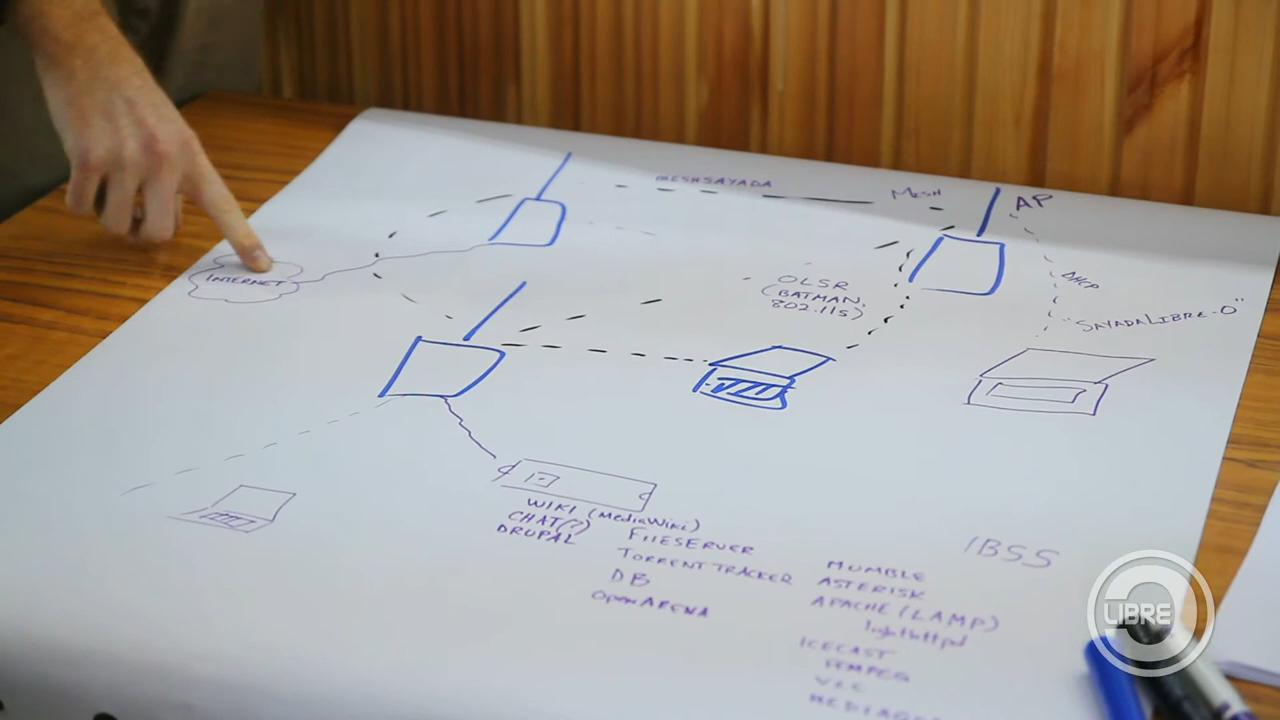 MESHSAYADA
MESH
AP
INTERNET
OLSR
(BATMAN,
802.11s)
DHCP
"SAYADALIBRE-0"
WIKI (MediaWiki)
CHAT(?)
DRUPAL
FILESERVER
TORRENT TRACKER
DB
OpenARENA
IBSS
MUMBLE
ASTERISK
APACHE (LAMP)
lighthttpd
ICECAST
FFMPEG
VLC
LIBRE